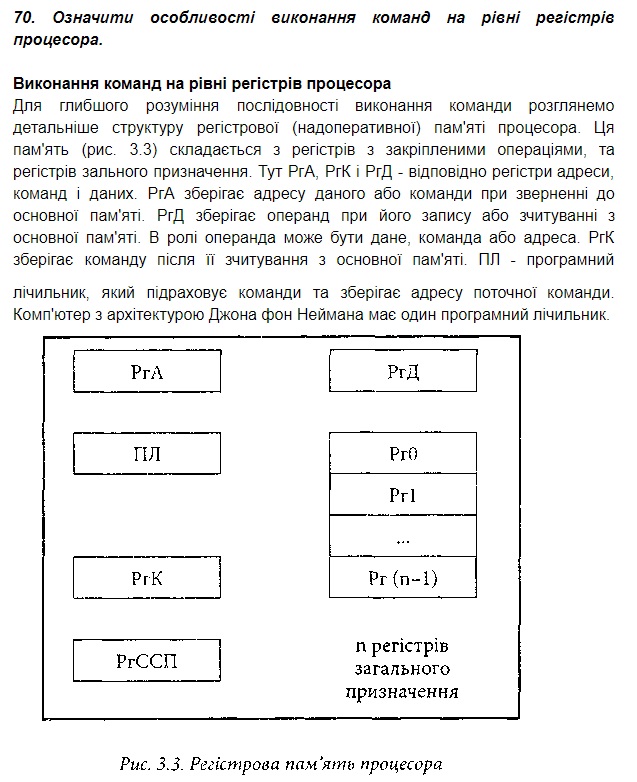 70. Означити особливості виконання команд на рівні регістрів
процесора.
Виконання команд на рівні регістрів процесора
Для глибшого розуміння послідовності виконання команди розглянемо
детальніше структуру регістрової (надоперативної) пам'яті процесора. Ця
пам'ять (рис. 3.3) складається з регістрів з закріпленими операціями, та
регістрів зального призначення. Тут РгА, РгК і РгД - відповідно регістри адреси,
команд і даних. РгА зберігає адресу даного або команди при зверненні до
основної пам'яті. РгД зберігає операнд при його запису або зчитуванні з
основної пам'яті. В ролі операнда може бути дане, команда або адреса. РгК
зберігає команду після її зчитування з основної пам'яті. ПЛ - програмний
лічильник, який підраховує команди та зберігає адресу поточної команди.
Комп'ютер з архітектурою Джона фон Неймана має один програмний лічильник.
РгА
РгД
ПЛ
Рг0
Рг1
...
РгК
Рг (n–1)
РгССП
n регістрів
загального
призначення
Рис. 3.3. Регістрова пам'ять процесора